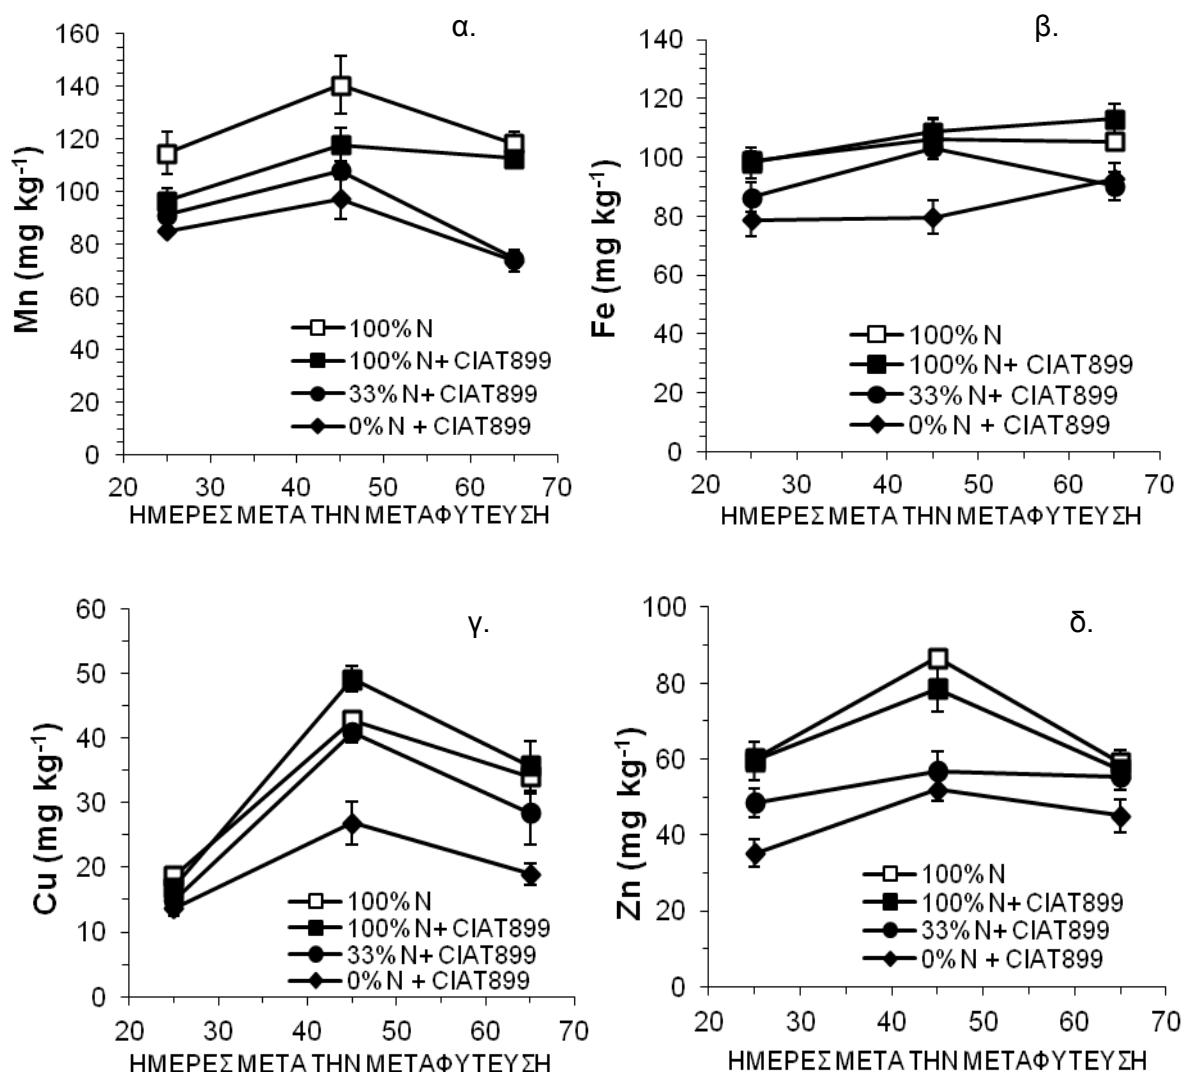 α.
Mn (mg kg⁻¹)
160
140
120
100
80
60
40
20
0
100% N
100% N+ CIAT899
33% N+ CIAT899
0% N + CIAT899
20 30 40 50 60 70
ΗΜΕΡΕΣ ΜΕΤΑ ΤΗΝ ΜΕΤΑΦΥΤΕΥΣΗ
β.
Fe (mg kg⁻¹)
140
120
100
80
60
40
20
0
100% N
100% N+ CIAT899
33% N+ CIAT899
0% N + CIAT899
20 30 40 50 60 70
ΗΜΕΡΕΣ ΜΕΤΑ ΤΗΝ ΜΕΤΑΦΥΤΕΥΣΗ
γ.
Cu (mg kg⁻¹)
60
50
40
30
20
10
0
100% N
100% N+ CIAT899
33% N+ CIAT899
0% N + CIAT899
20 30 40 50 60 70
ΗΜΕΡΕΣ ΜΕΤΑ ΤΗΝ ΜΕΤΑΦΥΤΕΥΣΗ
δ.
Zn (mg kg⁻¹)
100
80
60
40
20
0
100% N
100% N+ CIAT899
33% N+ CIAT899
0% N + CIAT899
20 30 40 50 60 70
ΗΜΕΡΕΣ ΜΕΤΑ ΤΗΝ ΜΕΤΑΦΥΤΕΥΣΗ